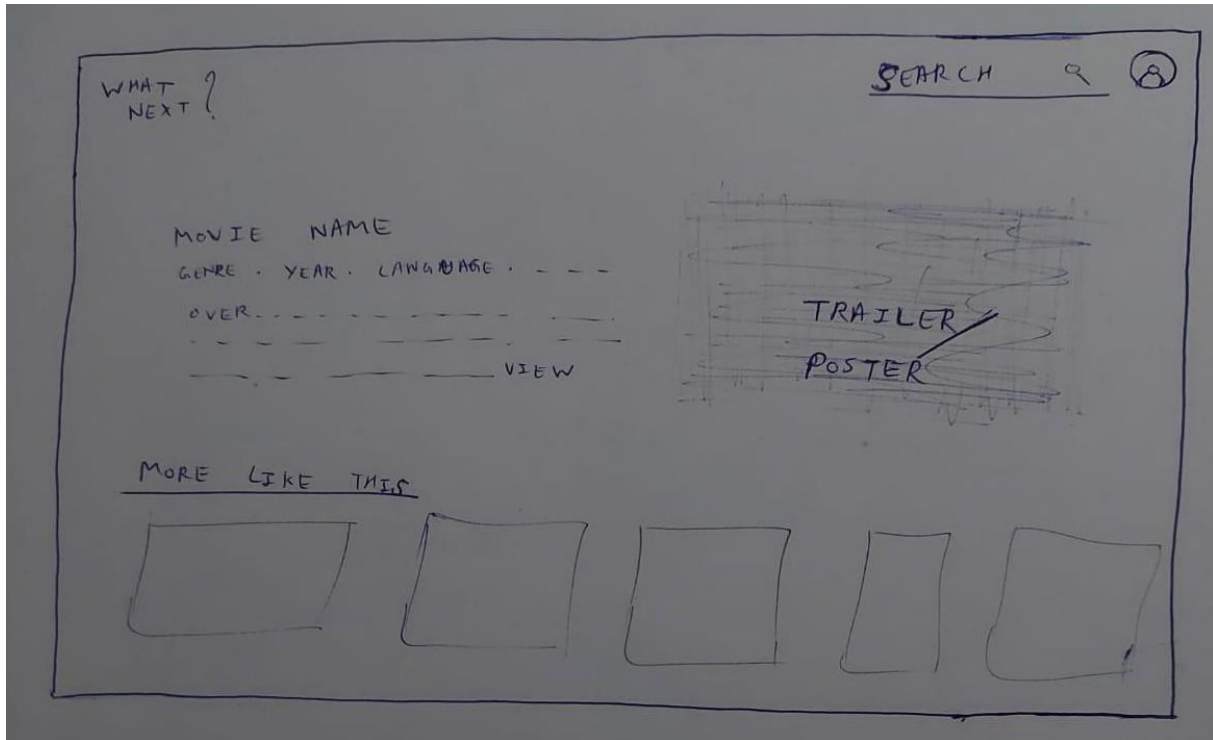 WHAT
NEXT ?
SEARCH
MOVIE NAME
GENRE . YEAR . LANGUAGE . - - -
OVER - - - - - - - - - - - - -
- - - - - - - - - - - - -
- - - - - - - VIEW
TRAILER /
POSTER
MORE LIKE THIS